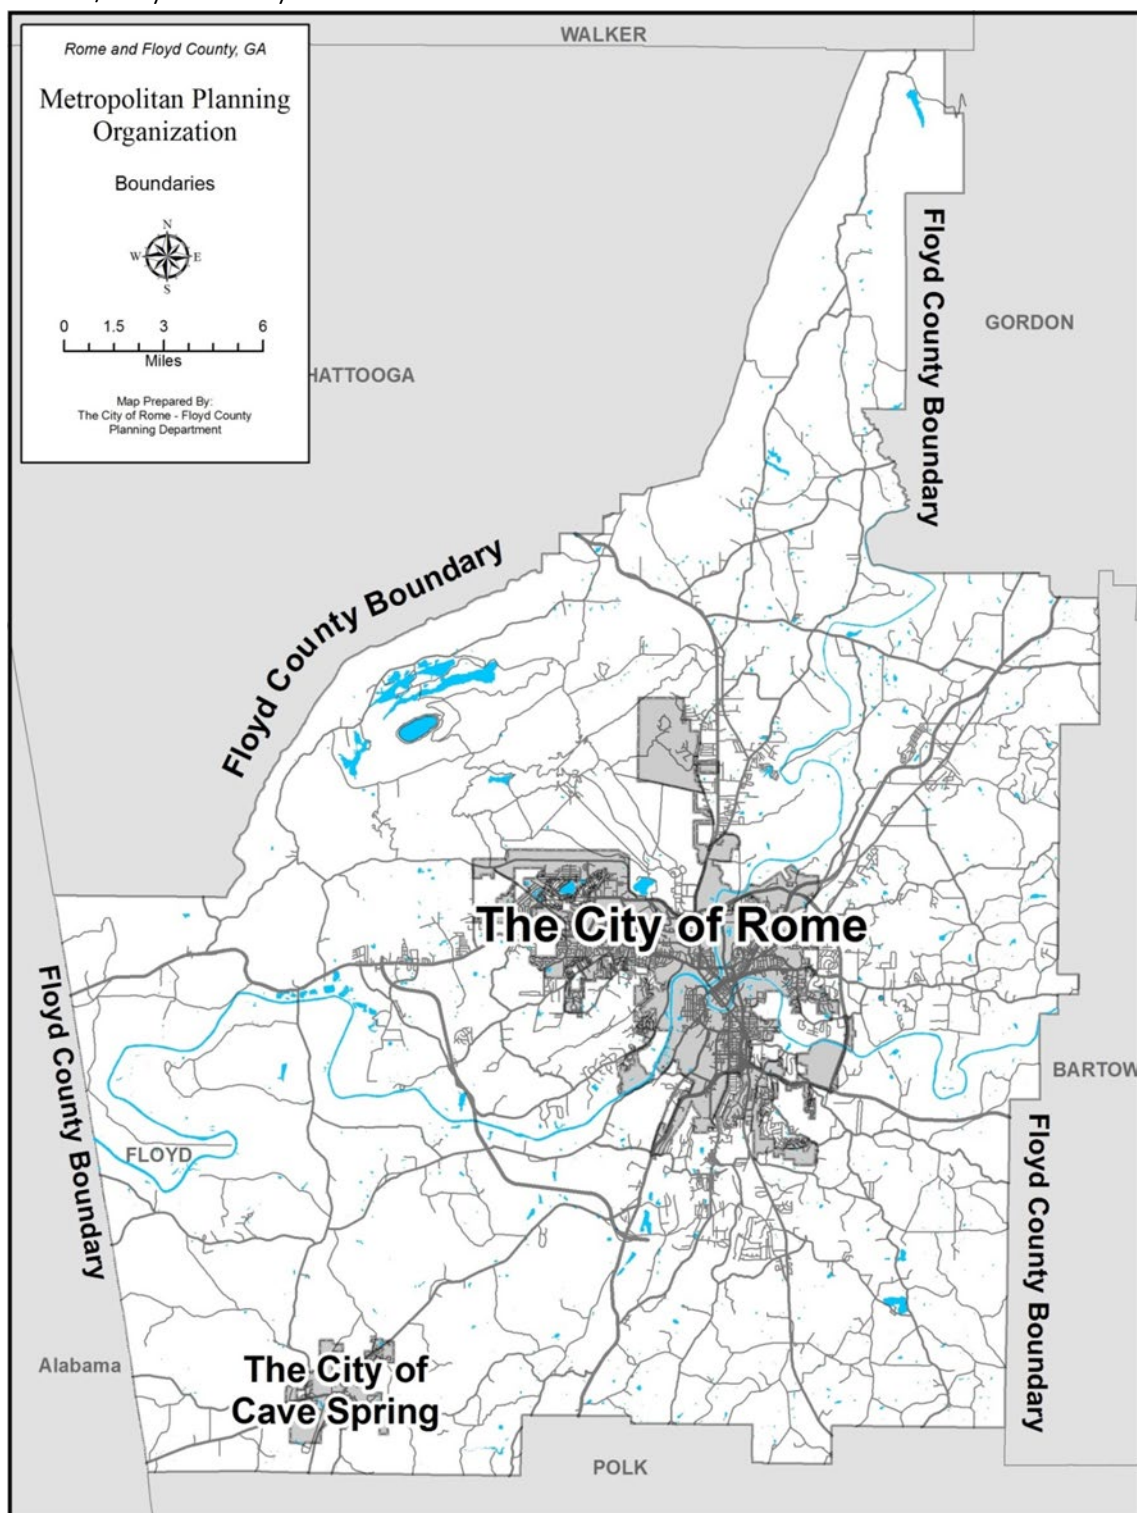 WALKER
Rome and Floyd County, GA
Metropolitan Planning
Organization
Boundaries
N
W E
S
0 1.5 3 6
Miles
Map Prepared By:
The City of Rome - Floyd County
Planning Department
Floyd County Boundary
GORDON
HATTOOGA
Floyd County Boundary
The City of Rome
Floyd County Boundary
BARTOW
FLOYD
Floyd County Boundary
Alabama
The City of
Cave Spring
POLK